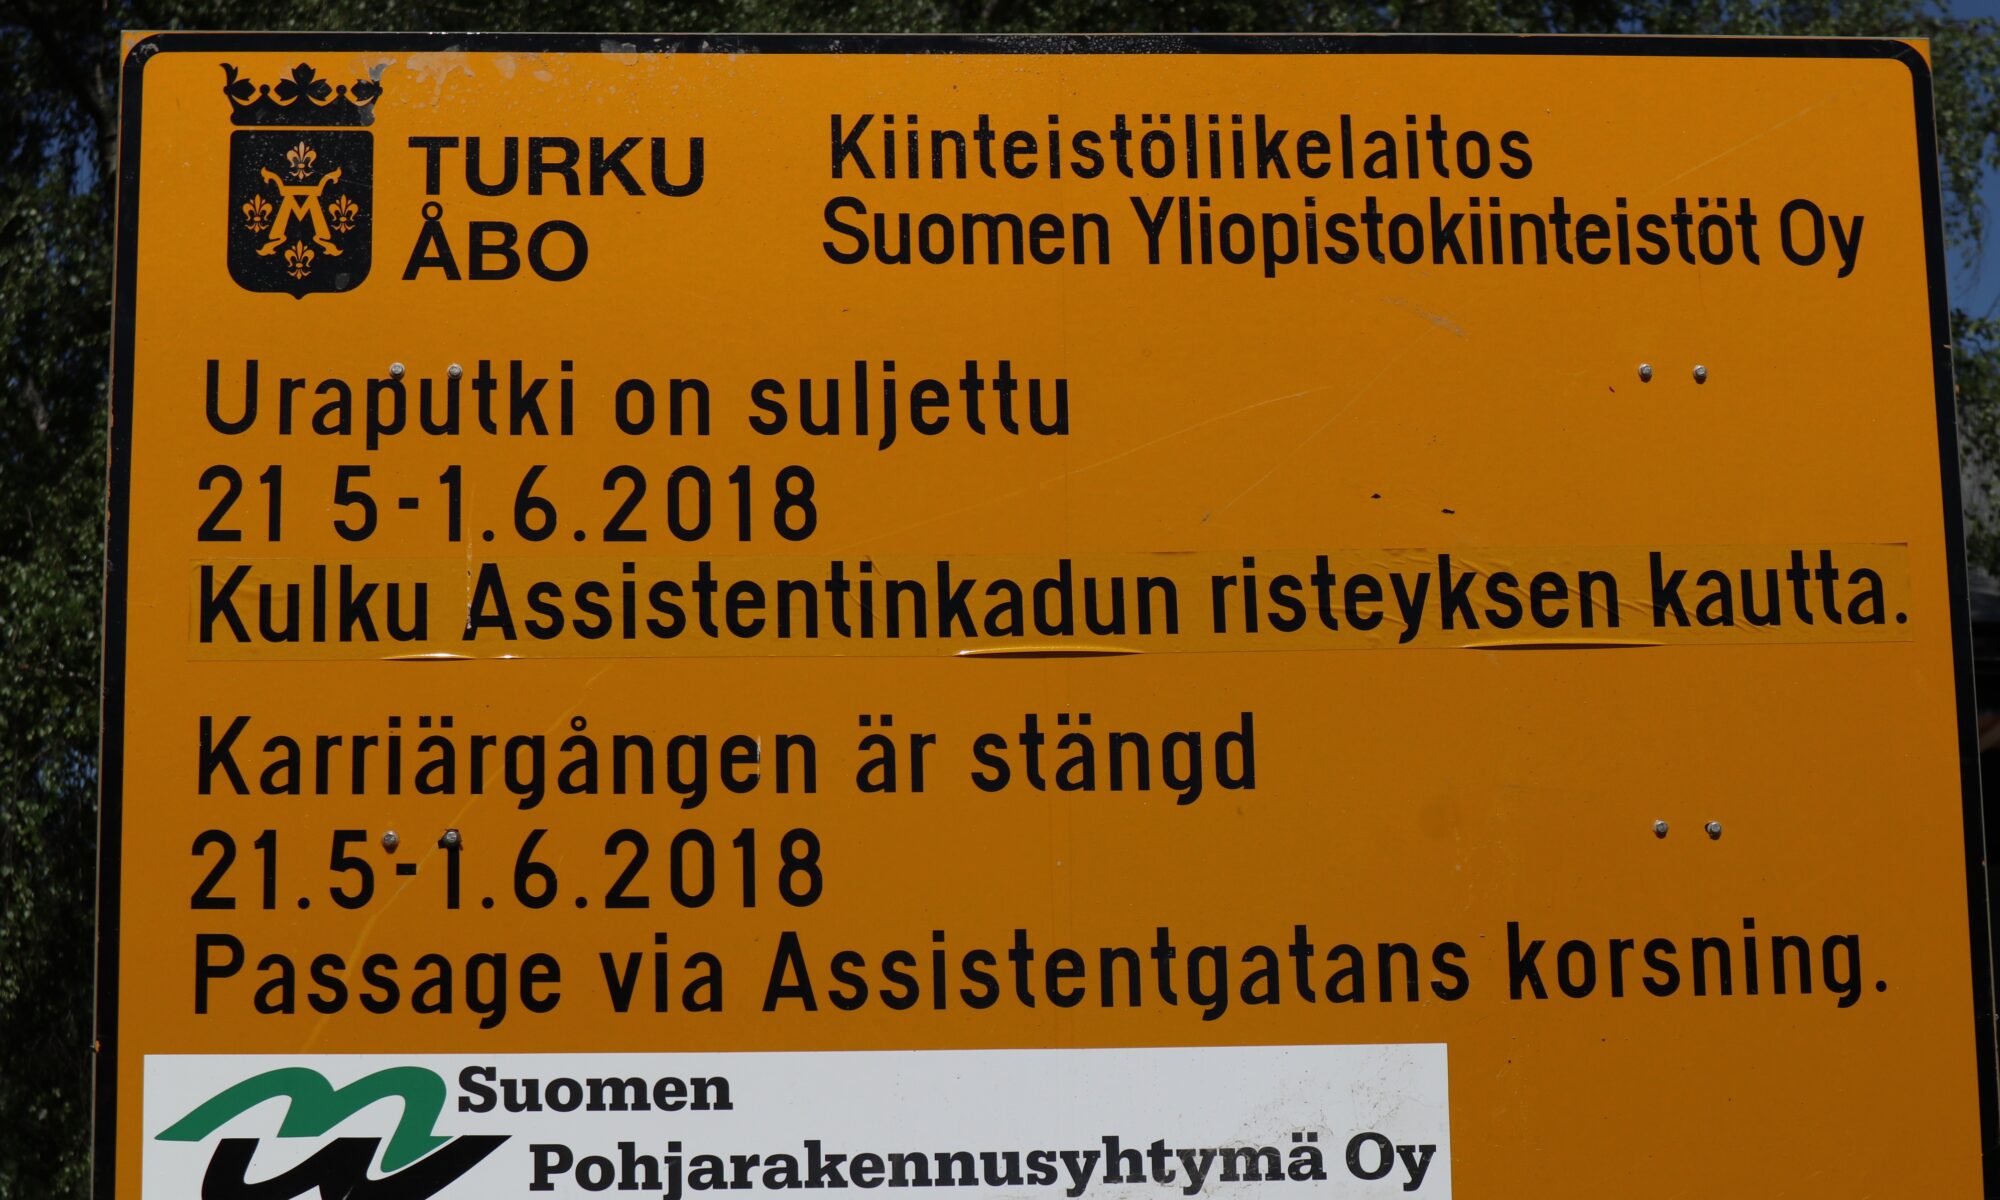 TURKU
ÅBO
Kiinteistöliikelaitos
Suomen Yliopistokiinteistöt Oy
Uraputki on suljettu
21 5-1.6.2018
Kulku Assistentinkadun risteyksen kautta.
Karriärgången är stängd
21.5-1.6.2018
Passage via Assistentgatans korsning.
Suomen
Pohjarakennusyhtymä Oy